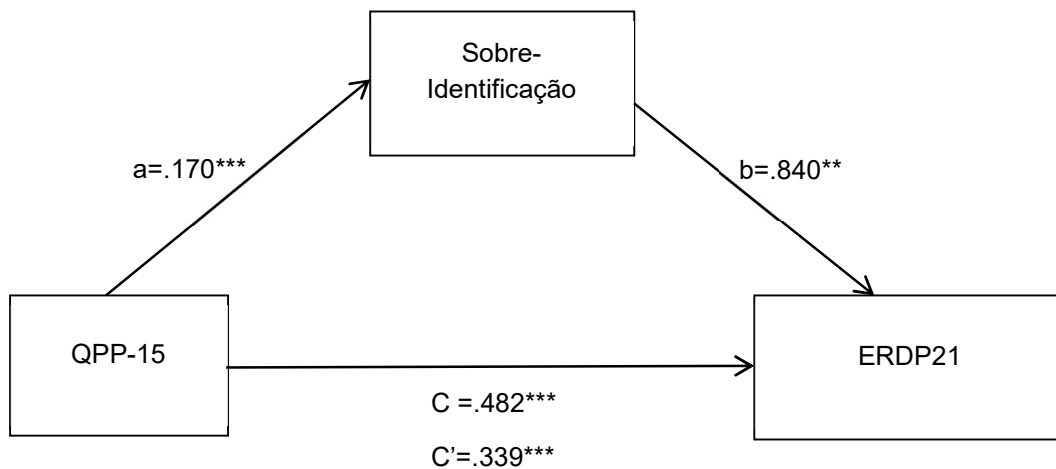 Sobre-
Identificação
a=.170***
b=.840**
QPP-15
ERDP21
C =.482***
C’=.339***